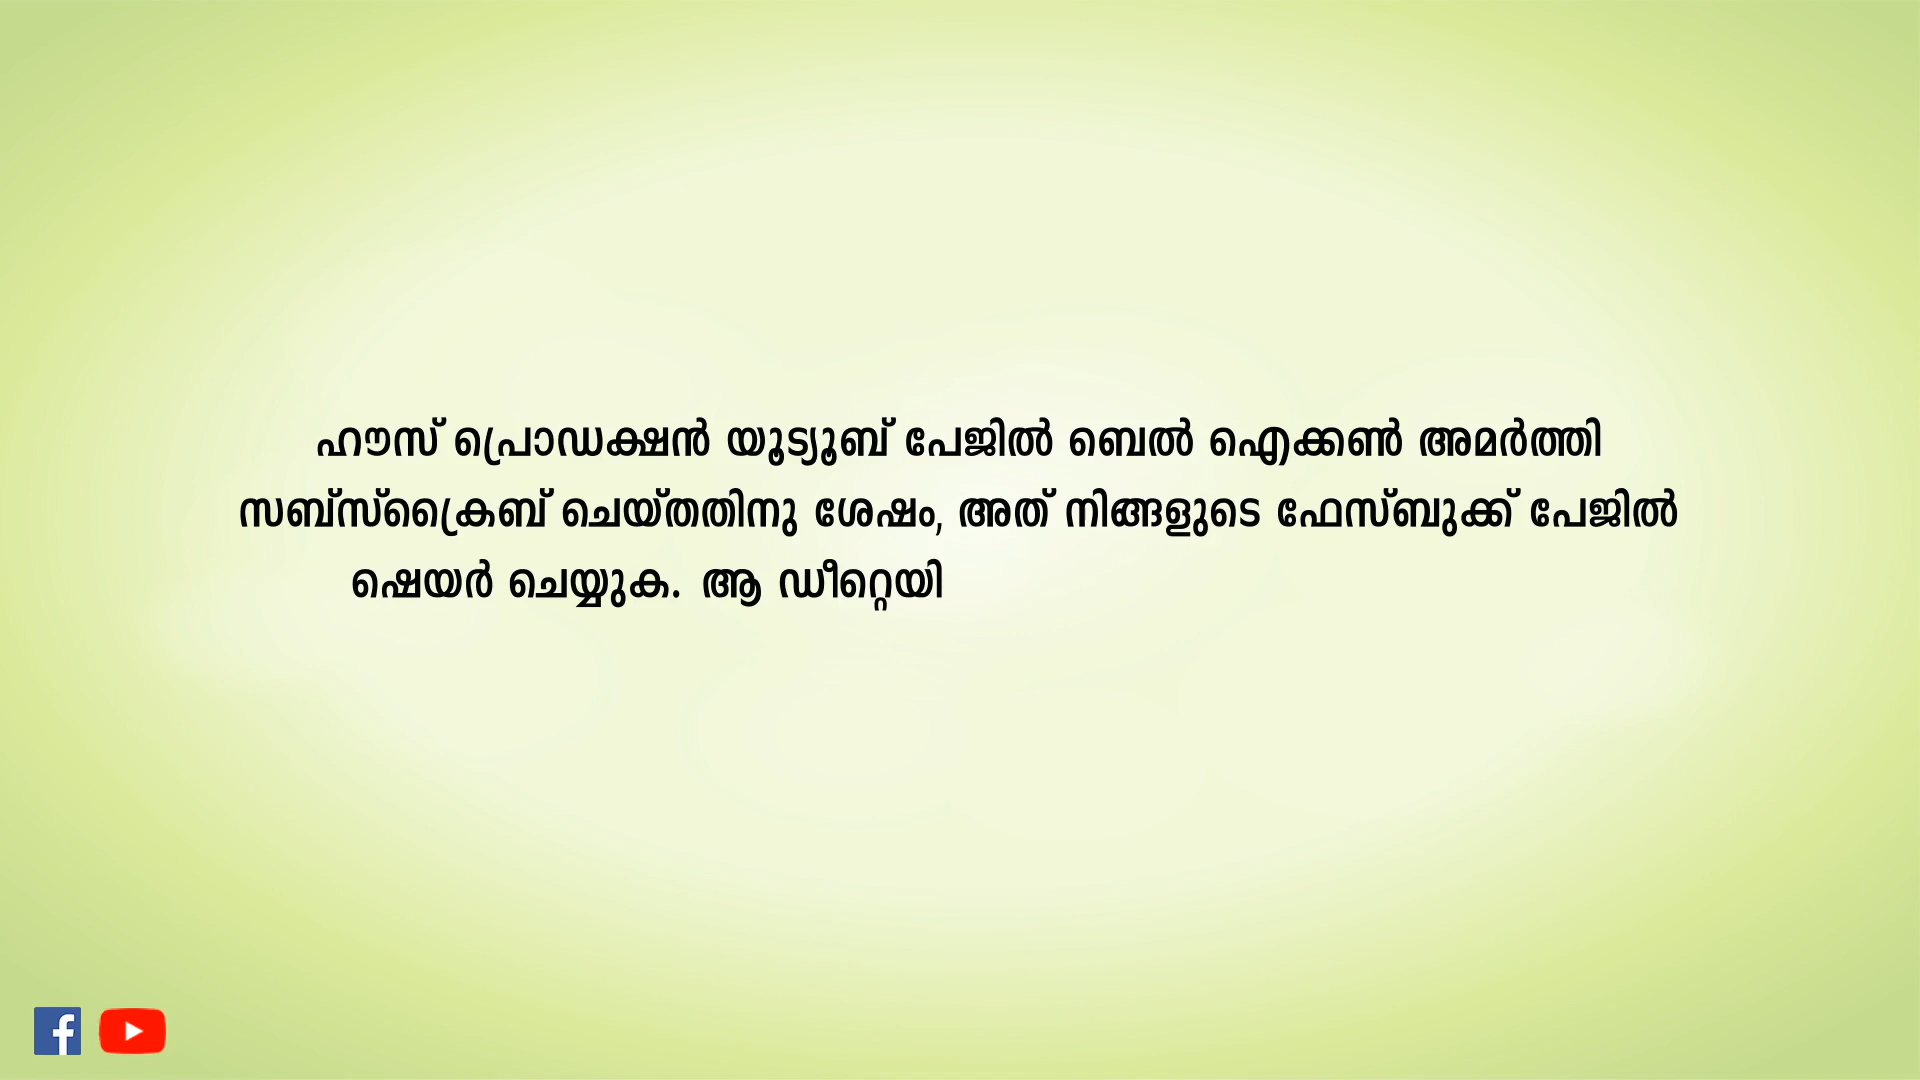 ഹൗസ് പ്രൊഡക്ഷൻ യൂട്യൂബ് പേജിൽ ബെൽ ഐക്കൺ അമർത്തി
സബ്സ്ക്രൈബ് ചെയ്തതിനു ശേഷം, അത് നിങ്ങളുടെ ഫേസ്ബുക്ക് പേജിൽ
ഷെയർ ചെയ്യുക. ആ ഡീറ്റെയി